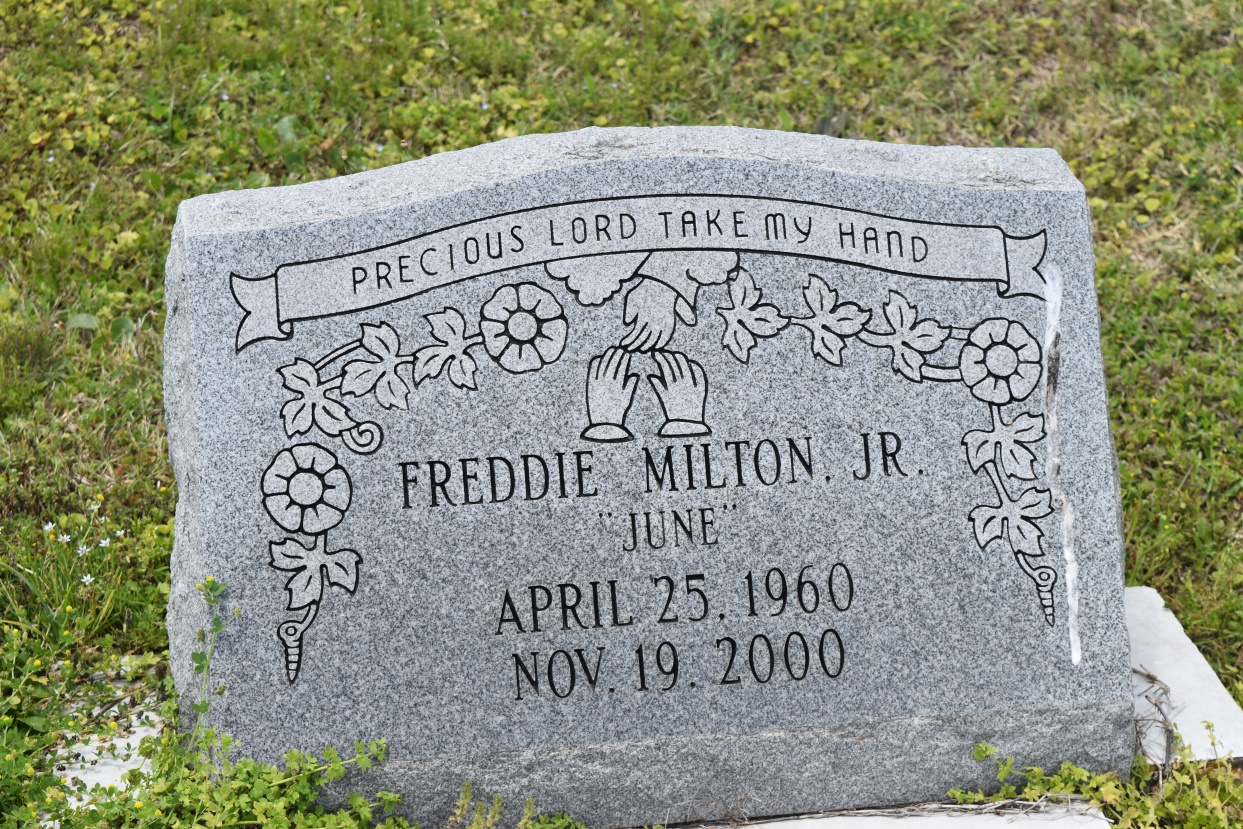 PRECIOUS LORD TAKE MY HAND
FREDDIE MILTON, JR.
"JUNE"
APRIL 25, 1960
NOV. 19, 2000